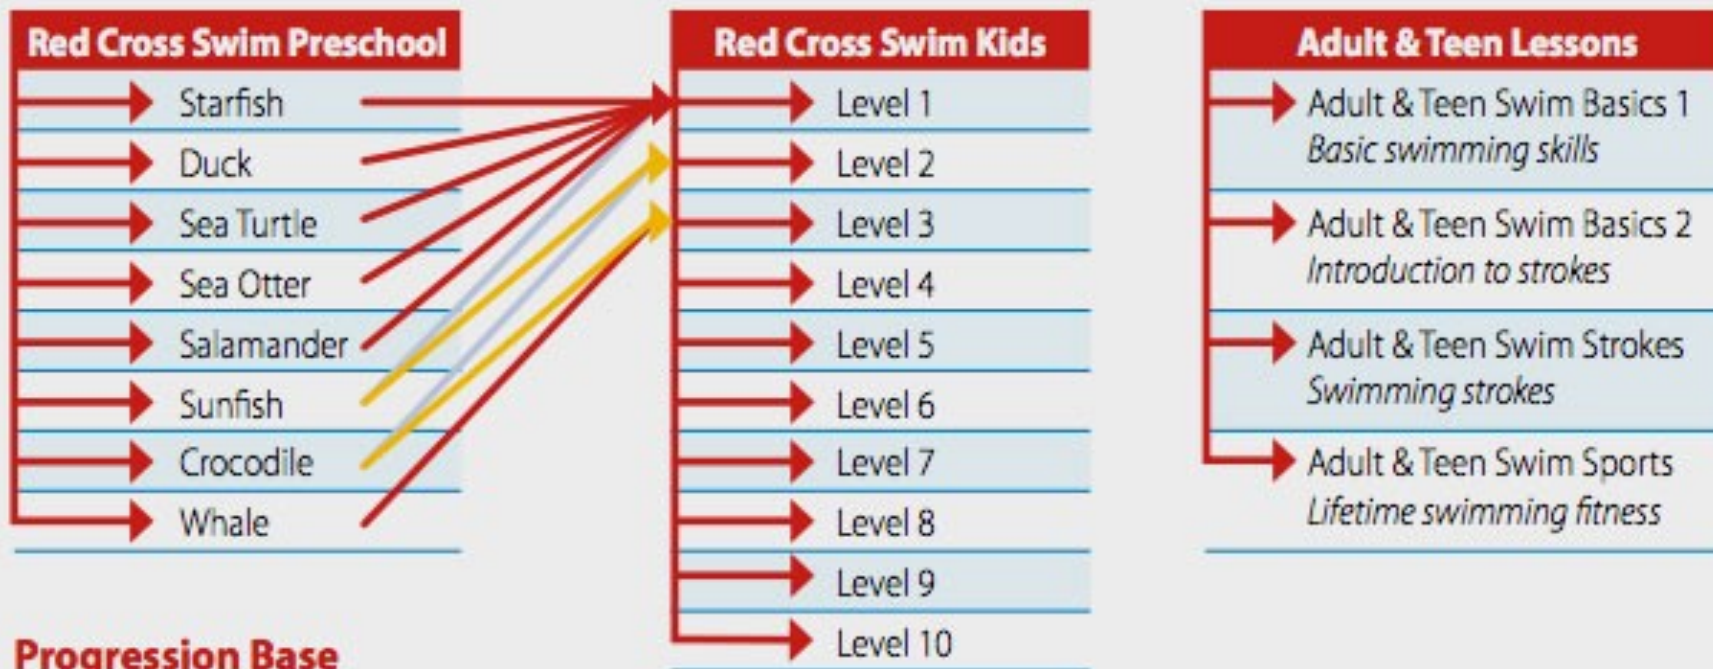 Red Cross Swim Preschool
Starfish
Duck
Sea Turtle
Sea Otter
Salamander
Sunfish
Crocodile
Whale
Progression Base
Red Cross Swim Kids
Level 1
Level 2
Level 3
Level 4
Level 5
Level 6
Level 7
Level 8
Level 9
Level 10
Adult & Teen Lessons
Adult & Teen Swim Basics 1
Basic swimming skills
Adult & Teen Swim Basics 2
Introduction to strokes
Adult & Teen Swim Strokes
Swimming strokes
Adult & Teen Swim Sports
Lifetime swimming fitness